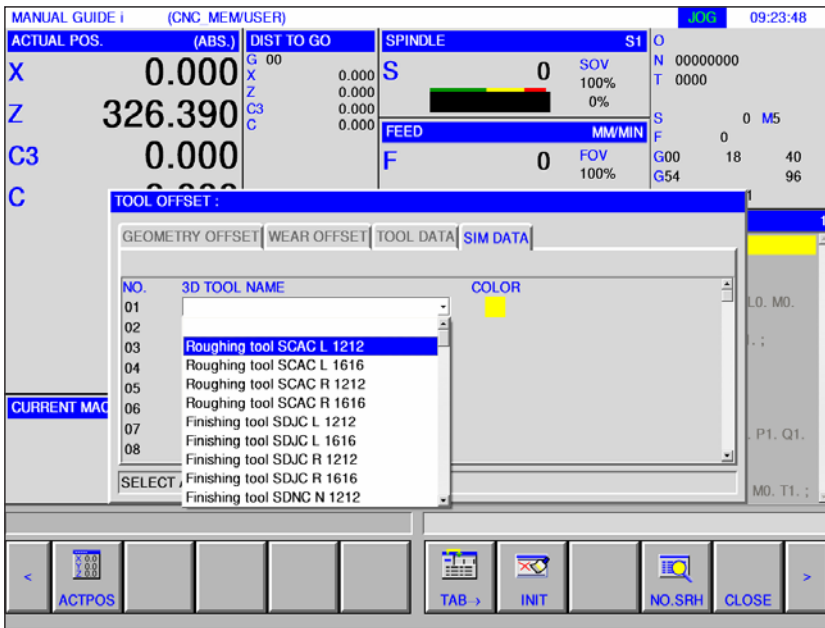 MANUAL GUIDE i (CNC_MEM/USER) JOG 09:23:48
ACTUAL POS. (ABS.) DIST TO GO SPINDLE S1 O
G 00 N 00000000
X 0.000 X 0.000 S 0 SOV 100% T 0000
Z 0.000 0%
Z 326.390 C3 0.000 S 0 M5
C 0.000 FEED MM/MIN F 0
C3 0.000 F 0 FOV 100% G00 18 40
G54 96
C
TOOL OFFSET :
GEOMETRY OFFSET WEAR OFFSET TOOL DATA SIM DATA
NO. 3D TOOL NAME COLOR
01 L0. M0.
02
03 Roughing tool SCAC L 1212
04 Roughing tool SCAC L 1616
05 Roughing tool SCAC R 1212
06 Roughing tool SCAC R 1616
07 Finishing tool SDJC L 1212
08 Finishing tool SDJC L 1616
Finishing tool SDJC R 1212
Finishing tool SDJC R 1616
Finishing tool SDNC N 1212
CURRENT MAC
. P1. Q1.
SELECT
M0. T1. ;
< ACTPOS TAB→ INIT NO.SRH CLOSE >